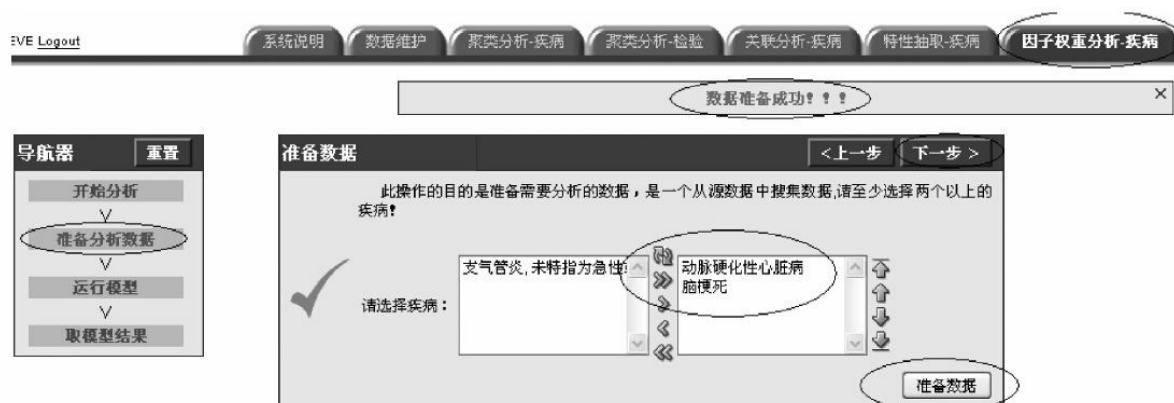 EVE Logout
系统说明 数据维护 聚类分析-疾病 聚类分析-检验 关联分析-疾病 特性抽取-疾病 因子权重分析-疾病
数据准备成功！！！ ×
导航器 重置
开始分析
准备分析数据
运行模型
取模型结果
准备数据 <上一步 下一步 >
此操作的目的是准备需要分析的数据，是一个从源数据中搜集数据,请至少选择两个以上的
疾病!
请选择疾病：
支气管炎,未特指为急性
动脉硬化性心脏病
脑梗死
准备数据